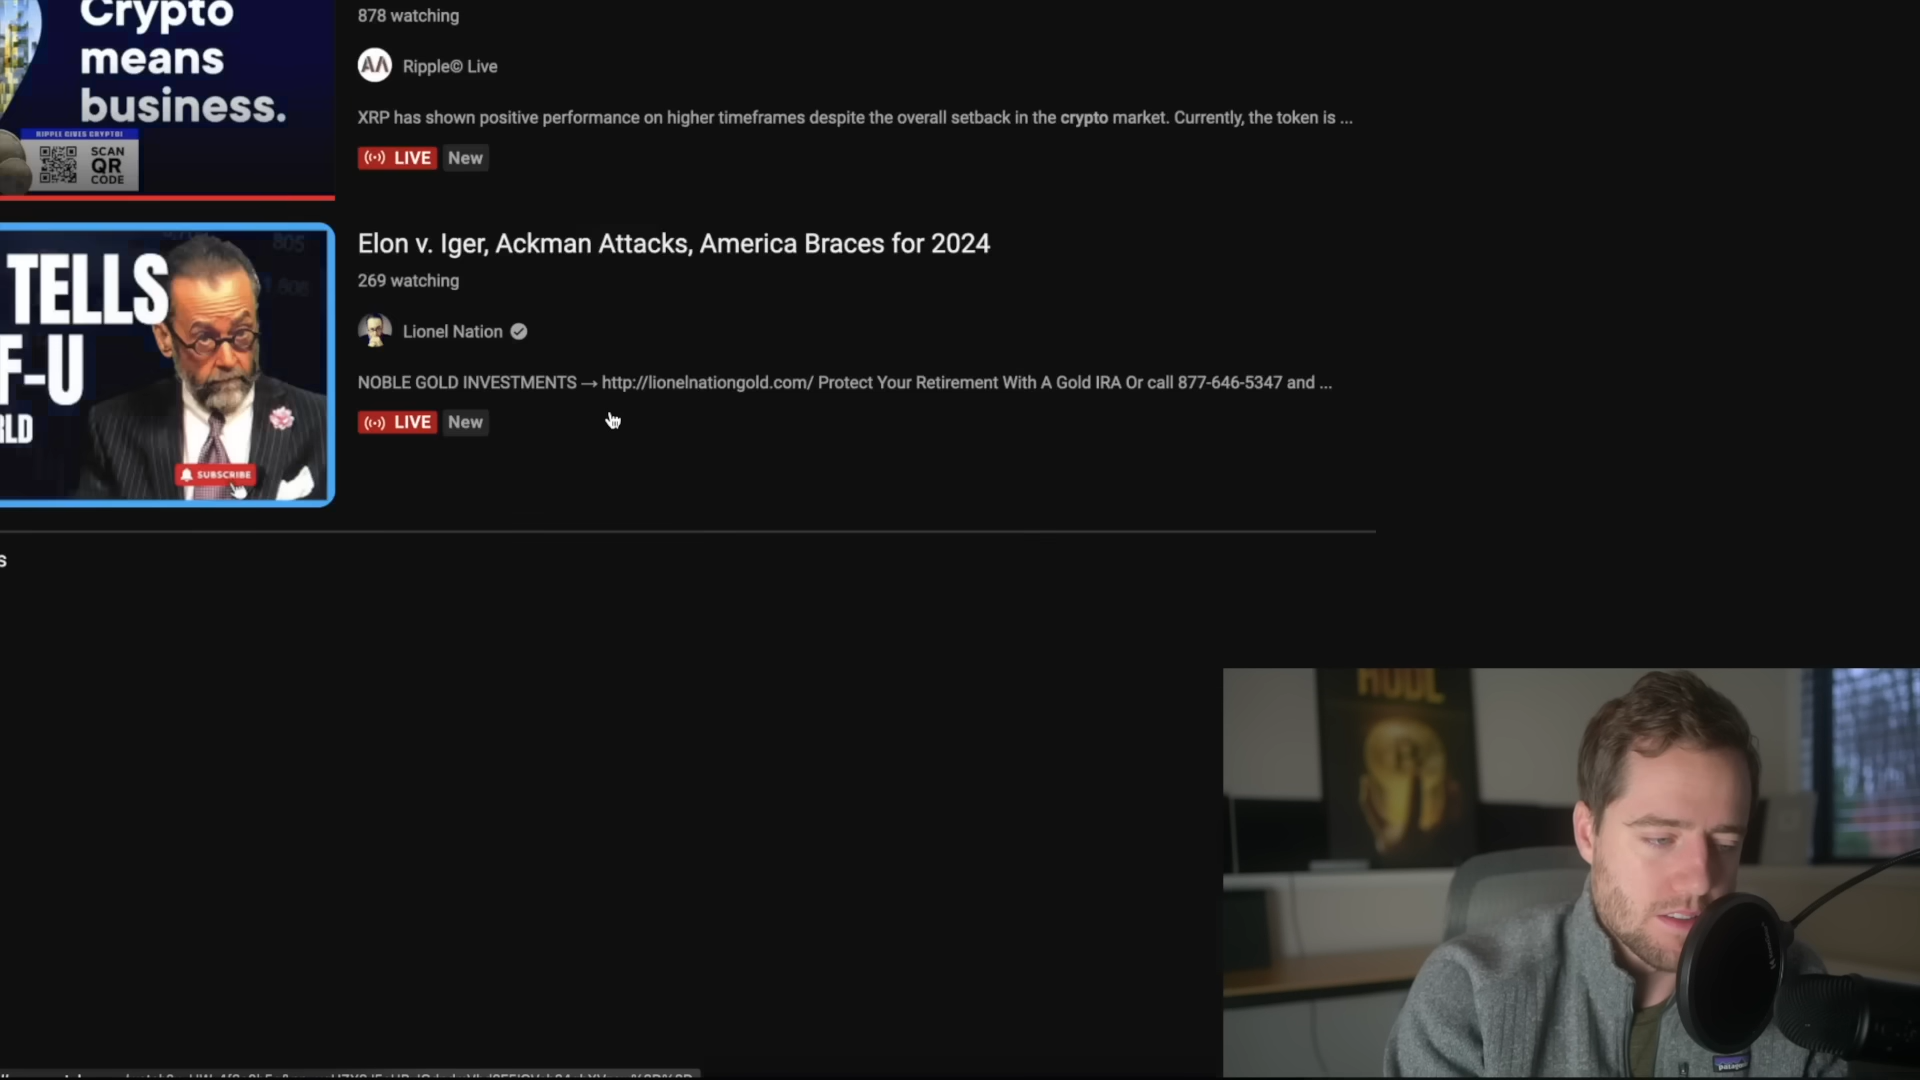 Crypto
means
business.
RIPPLE GIVES CRYPTO!
SCAN
QR
CODE
878 watching
Ripple© Live
XRP has shown positive performance on higher timeframes despite the overall setback in the crypto market. Currently, the token is ...
LIVE New
TELLS
F-U
RLD
805
SUBSCRIBE
Elon v. Iger, Ackman Attacks, America Braces for 2024
269 watching
Lionel Nation
NOBLE GOLD INVESTMENTS → http://lionelnationgold.com/ Protect Your Retirement With A Gold IRA Or call 877-646-5347 and ...
LIVE New
s
HODL
patagonia